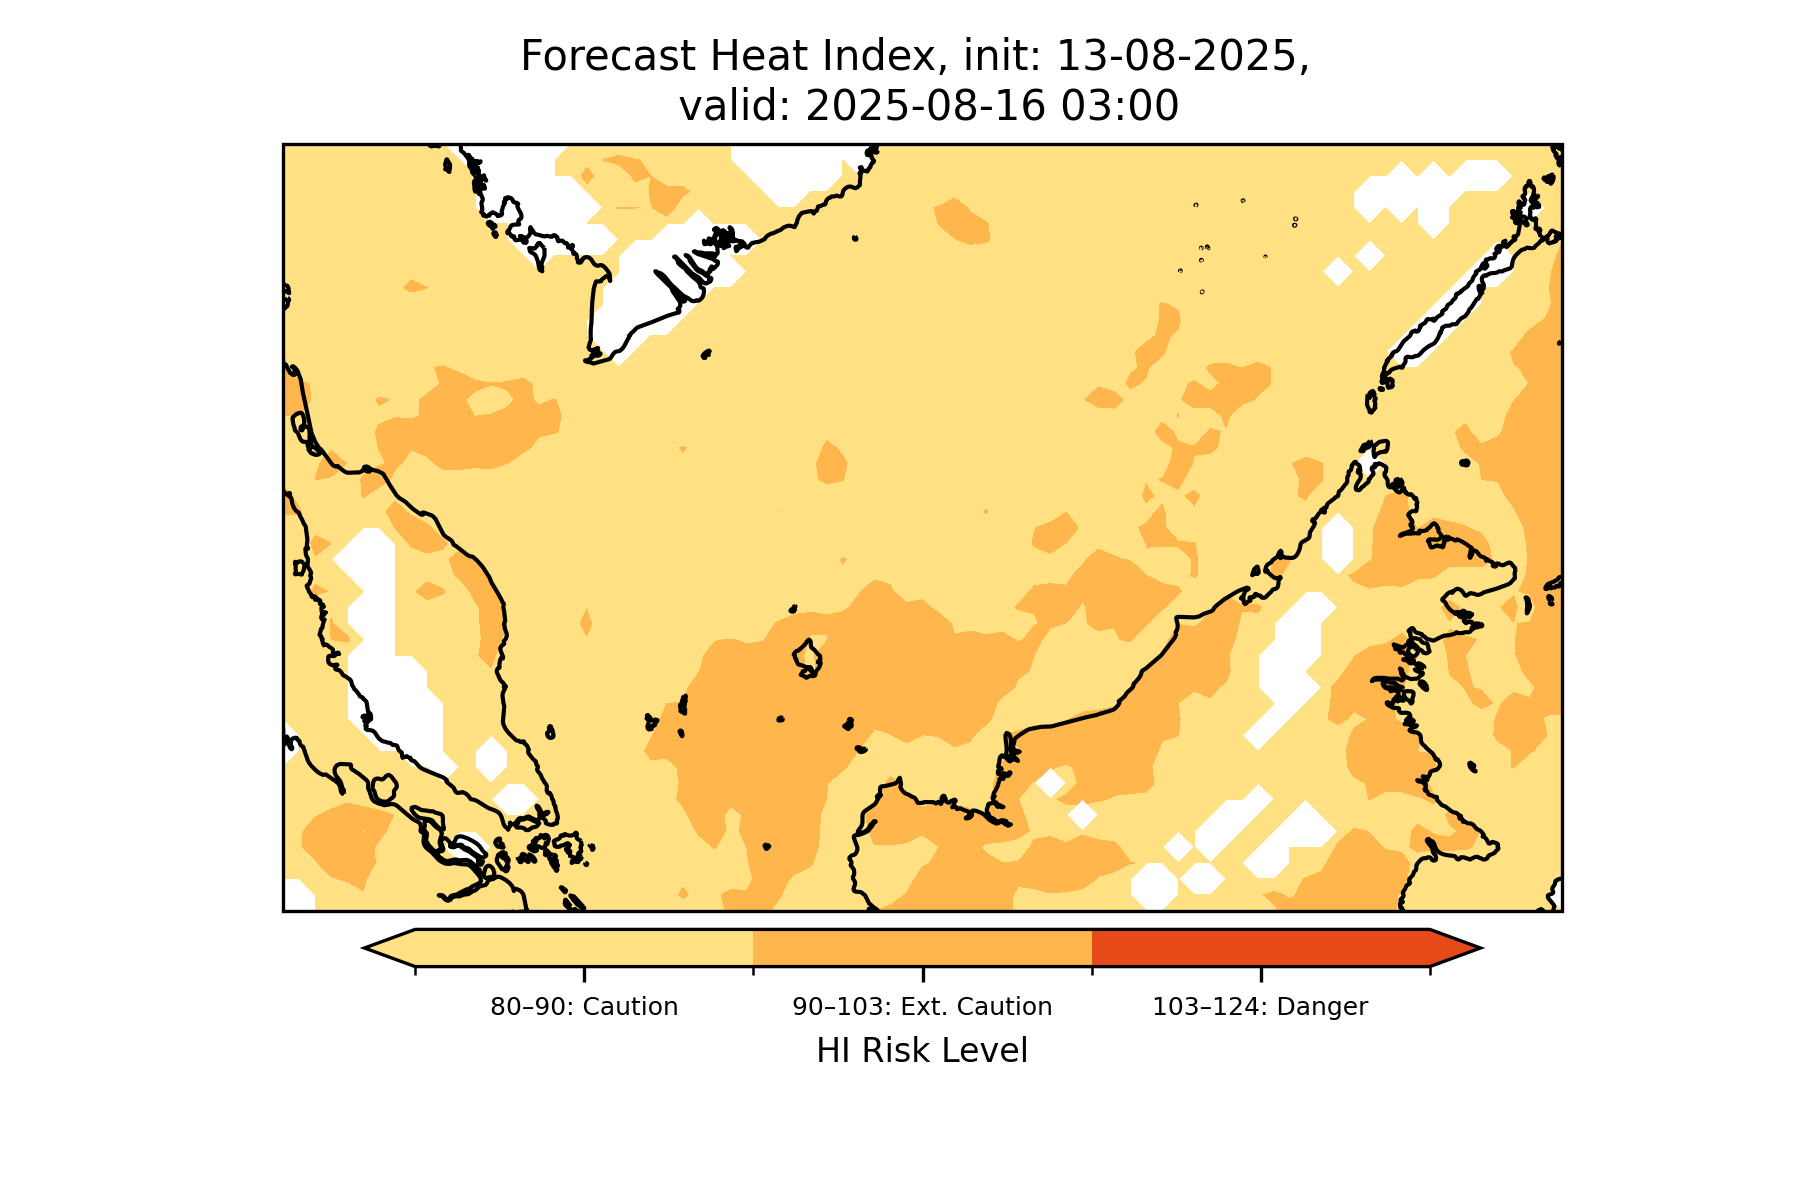 Forecast Heat Index, init: 13-08-2025,
valid: 2025-08-16 03:00
80–90: Caution
90–103: Ext. Caution
103–124: Danger
HI Risk Level